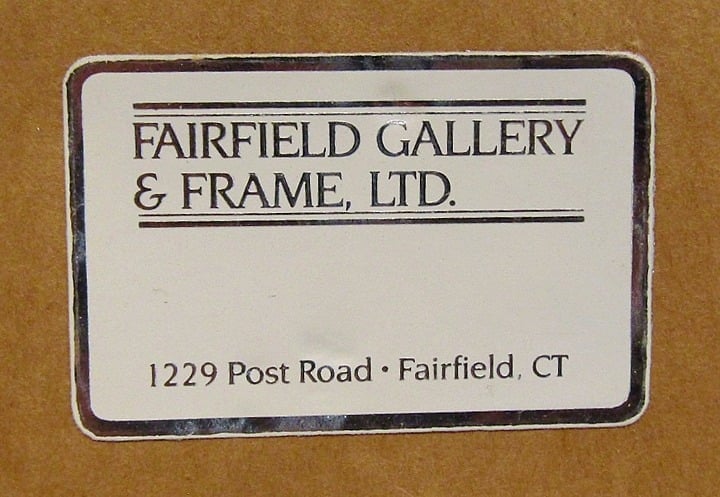 FAIRFIELD GALLERY
& FRAME, LTD.
1229 Post Road • Fairfield, CT